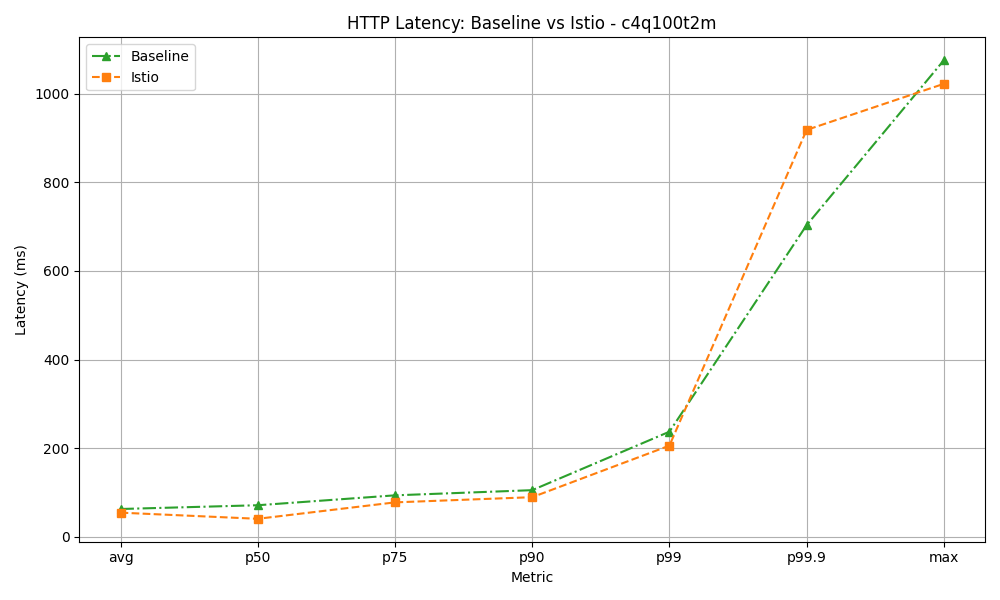 HTTP Latency: Baseline vs Istio - c4q100t2m
Baseline
Istio
Latency (ms)
1000
800
600
400
200
0
avg p50 p75 p90 p99 p99.9 max
Metric